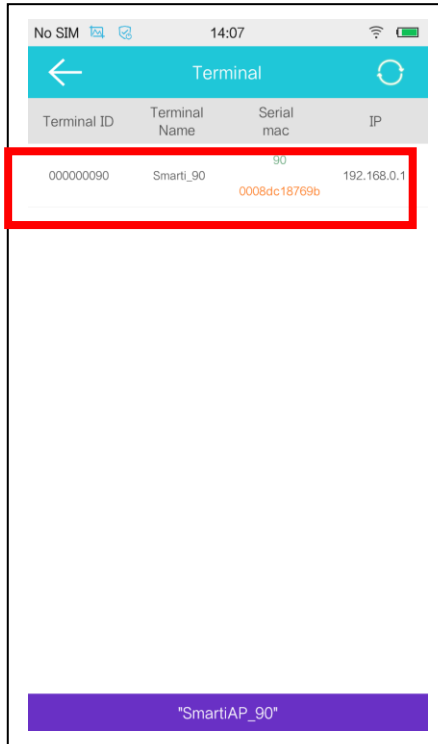 No SIM 14:07
Terminal
Terminal ID Terminal Name Serial mac IP
000000090 Smarti_90 90 0008dc18769b 192.168.0.1
"SmartiAP_90"